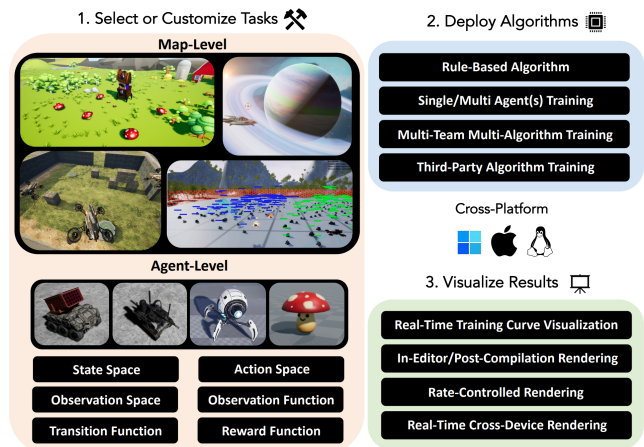 1. Select or Customize Tasks
Map-Level
Agent-Level
State Space
Action Space
Observation Space
Observation Function
Transition Function
Reward Function
2. Deploy Algorithms
Rule-Based Algorithm
Single/Multi Agent(s) Training
Multi-Team Multi-Algorithm Training
Third-Party Algorithm Training
Cross-Platform
3. Visualize Results
Real-Time Training Curve Visualization
In-Editor/Post-Compilation Rendering
Rate-Controlled Rendering
Real-Time Cross-Device Rendering